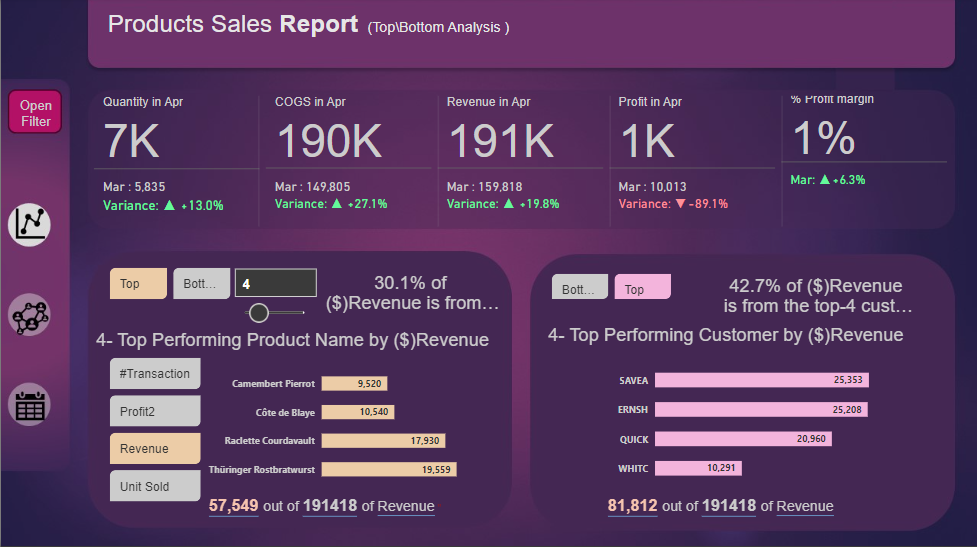 Products Sales Report (Top\Bottom Analysis )
Open
Filter
Quantity in Apr
7K
Mar : 5,835
Variance: ▲ +13.0%
COGS in Apr
190K
Mar : 149,805
Variance: ▲ +27.1%
Revenue in Apr
191K
Mar : 159,818
Variance: ▲ +19.8%
Profit in Apr
1K
Mar : 10,013
Variance: ▼ -89.1%
% Profit margin
1%
Mar: ▲ +6.3%
Top
Bott...
4
30.1% of
($)Revenue is from...
4- Top Performing Product Name by ($)Revenue
#Transaction
Profit2
Revenue
Unit Sold
Camembert Pierrot 9,520
Côte de Blaye 10,540
Raclette Courdavault 17,930
Thüringer Rostbratwurst 19,559
57,549 out of 191418 of Revenue
Bott...
Top
42.7% of ($)Revenue
is from the top-4 cust...
4- Top Performing Customer by ($)Revenue
SAVEA 25,353
ERNSH 25,208
QUICK 20,960
WHITC 10,291
81,812 out of 191418 of Revenue